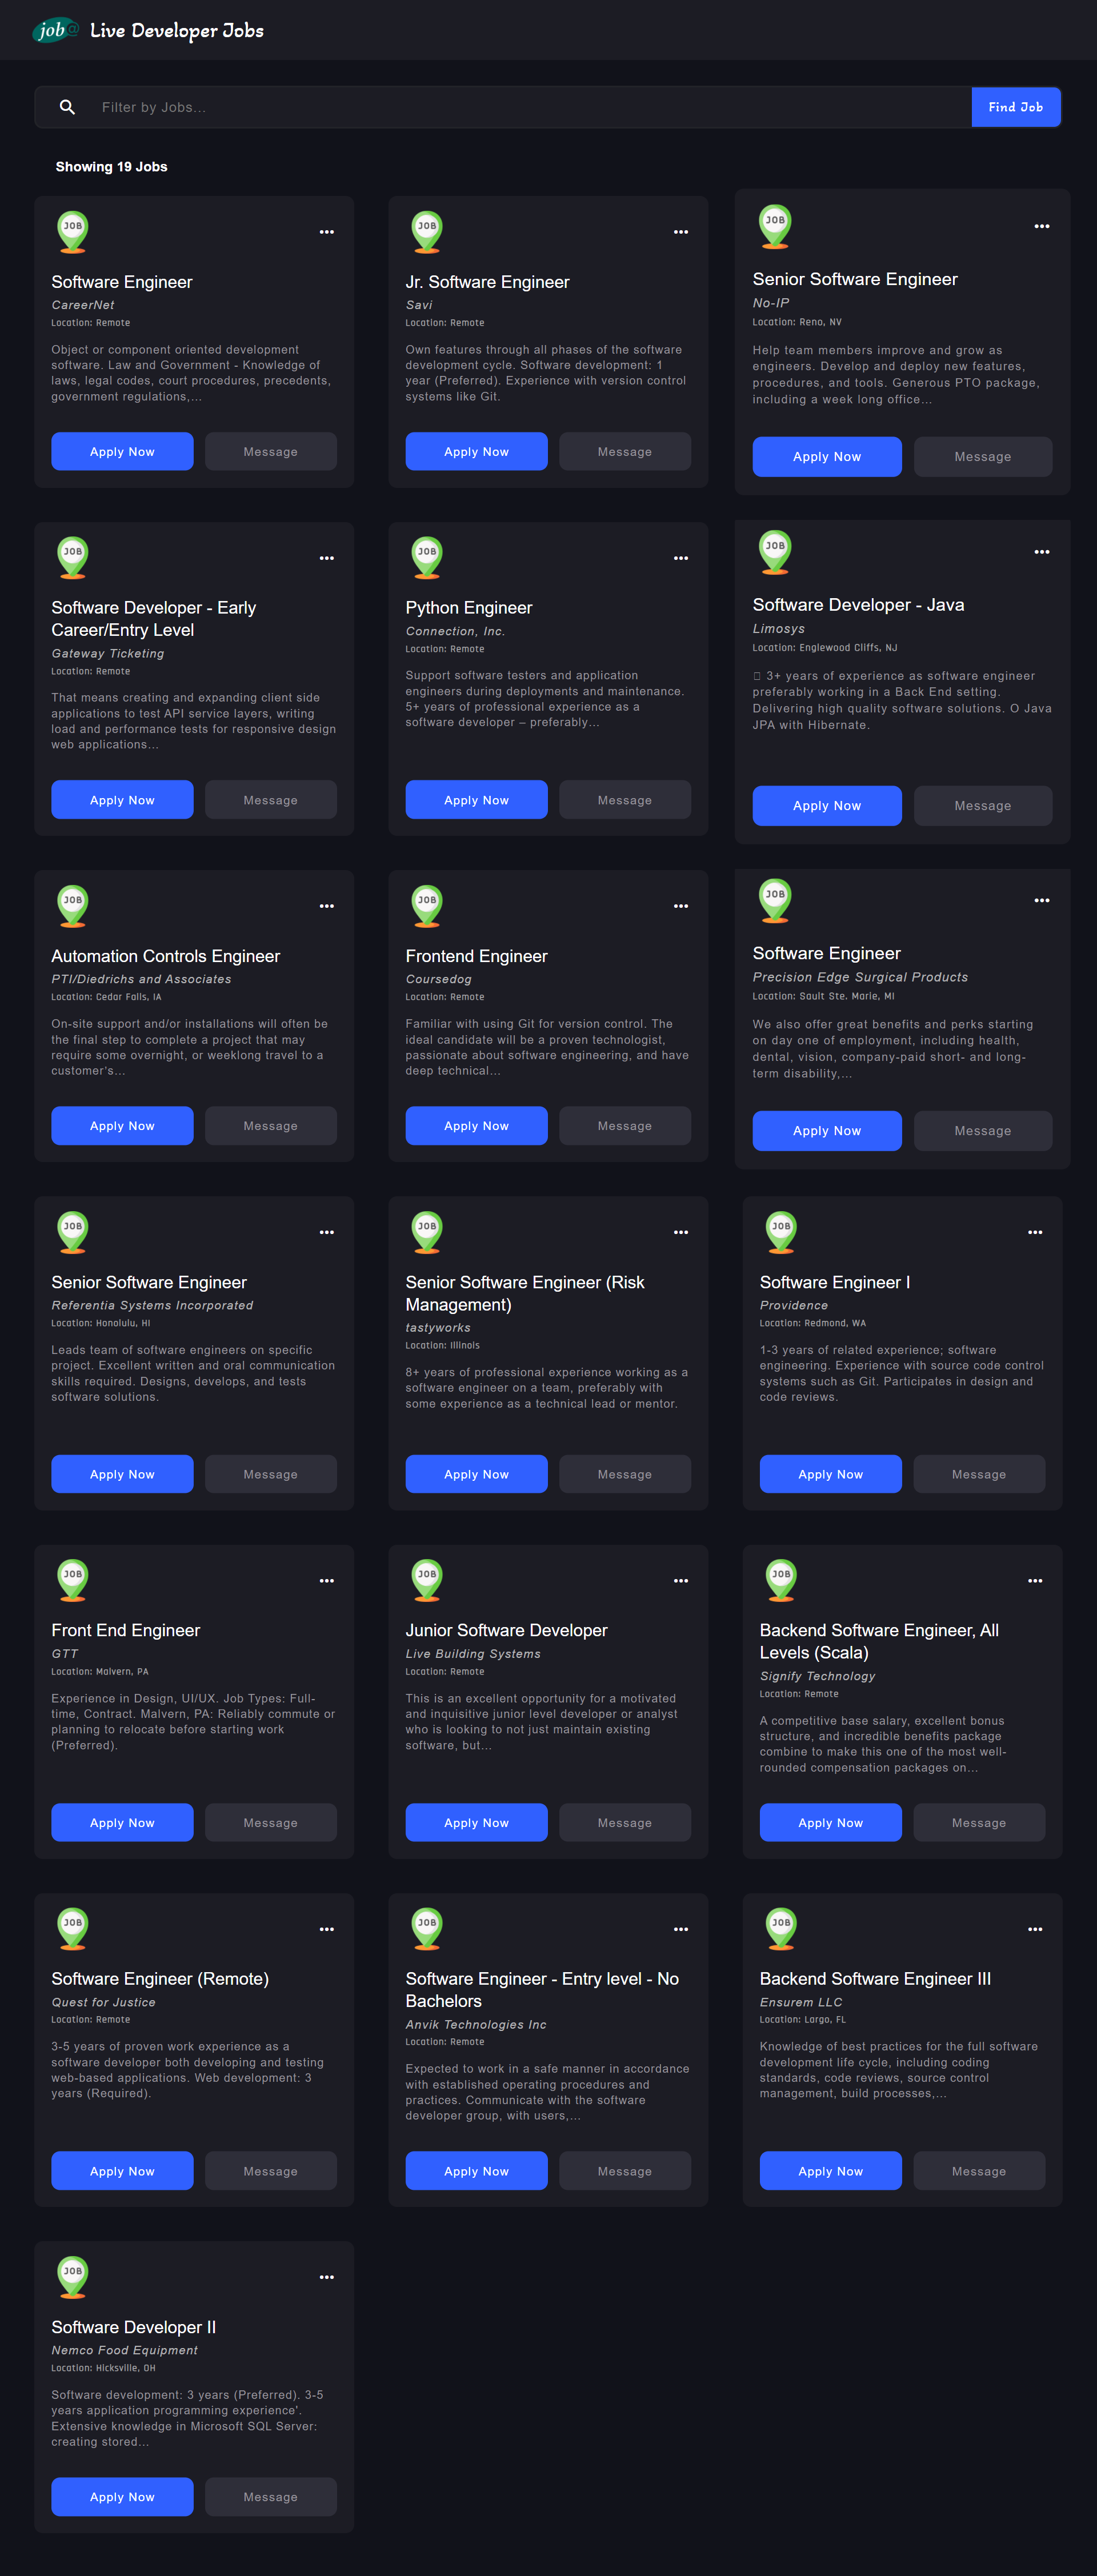 job@ Live Developer Jobs
Filter by Jobs...
Find Job
Showing 19 Jobs
JOB
Software Engineer
CareerNet
Location: Remote
Object or component oriented development
software. Law and Government - Knowledge of
laws, legal codes, court procedures, precedents,
government regulations,…
Apply Now Message
JOB
Jr. Software Engineer
Savi
Location: Remote
Own features through all phases of the software
development cycle. Software development: 1
year (Preferred). Experience with version control
systems like Git.
Apply Now Message
JOB
Senior Software Engineer
No-IP
Location: Reno, NV
Help team members improve and grow as
engineers. Develop and deploy new features,
procedures, and tools. Generous PTO package,
including a week long office…
Apply Now Message
JOB
Software Developer - Early
Career/Entry Level
Gateway Ticketing
Location: Remote
That means creating and expanding client side
applications to test API service layers, writing
load and performance tests for responsive design
web applications…
Apply Now Message
JOB
Python Engineer
Connection, Inc.
Location: Remote
Support software testers and application
engineers during deployments and maintenance.
5+ years of professional experience as a
software developer – preferably…
Apply Now Message
JOB
Software Developer - Java
Limosys
Location: Englewood Cliffs, NJ
3+ years of experience as software engineer
preferably working in a Back End setting.
Delivering high quality software solutions. O Java
JPA with Hibernate.
Apply Now Message
JOB
Automation Controls Engineer
PTI/Diedrichs and Associates
Location: Cedar Falls, IA
On-site support and/or installations will often be
the final step to complete a project that may
require some overnight, or weeklong travel to a
customer's…
Apply Now Message
JOB
Frontend Engineer
Coursedog
Location: Remote
Familiar with using Git for version control. The
ideal candidate will be a proven technologist,
passionate about software engineering, and have
deep technical…
Apply Now Message
JOB
Software Engineer
Precision Edge Surgical Products
Location: Sault Ste. Marie, MI
We also offer great benefits and perks starting
on day one of employment, including health,
dental, vision, company-paid short- and long-
term disability,…
Apply Now Message
JOB
Senior Software Engineer
Referentia Systems Incorporated
Location: Honolulu, HI
Leads team of software engineers on specific
project. Excellent written and oral communication
skills required. Designs, develops, and tests
software solutions.
Apply Now Message
JOB
Senior Software Engineer (Risk
Management)
tastyworks
Location: Illinois
8+ years of professional experience working as a
software engineer on a team, preferably with
some experience as a technical lead or mentor.
Apply Now Message
JOB
Software Engineer I
Providence
Location: Redmond, WA
1-3 years of related experience; software
engineering. Experience with source code control
systems such as Git. Participates in design and
code reviews.
Apply Now Message
JOB
Front End Engineer
GTT
Location: Malvern, PA
Experience in Design, UI/UX. Job Types: Full-
time, Contract. Malvern, PA: Reliably commute or
planning to relocate before starting work
(Preferred).
Apply Now Message
JOB
Junior Software Developer
Live Building Systems
Location: Remote
This is an excellent opportunity for a motivated
and inquisitive junior level developer or analyst
who is looking to not just maintain existing
software, but…
Apply Now Message
JOB
Backend Software Engineer, All
Levels (Scala)
Signify Technology
Location: Remote
A competitive base salary, excellent bonus
structure, and incredible benefits package
combine to make this one of the most well-
rounded compensation packages on…
Apply Now Message
JOB
Software Engineer (Remote)
Quest for Justice
Location: Remote
3-5 years of proven work experience as a
software developer both developing and testing
web-based applications. Web development: 3
years (Required).
Apply Now Message
JOB
Software Engineer - Entry level - No
Bachelors
Anvik Technologies Inc
Location: Remote
Expected to work in a safe manner in accordance
with established operating procedures and
practices. Communicate with the software
developer group, with users,…
Apply Now Message
JOB
Backend Software Engineer III
Ensurem LLC
Location: Largo, FL
Knowledge of best practices for the full software
development life cycle, including coding
standards, code reviews, source control
management, build processes,…
Apply Now Message
JOB
Software Developer II
Nemco Food Equipment
Location: Hicksville, OH
Software development: 3 years (Preferred). 3-5
years application programming experience'.
Extensive knowledge in Microsoft SQL Server:
creating stored…
Apply Now Message